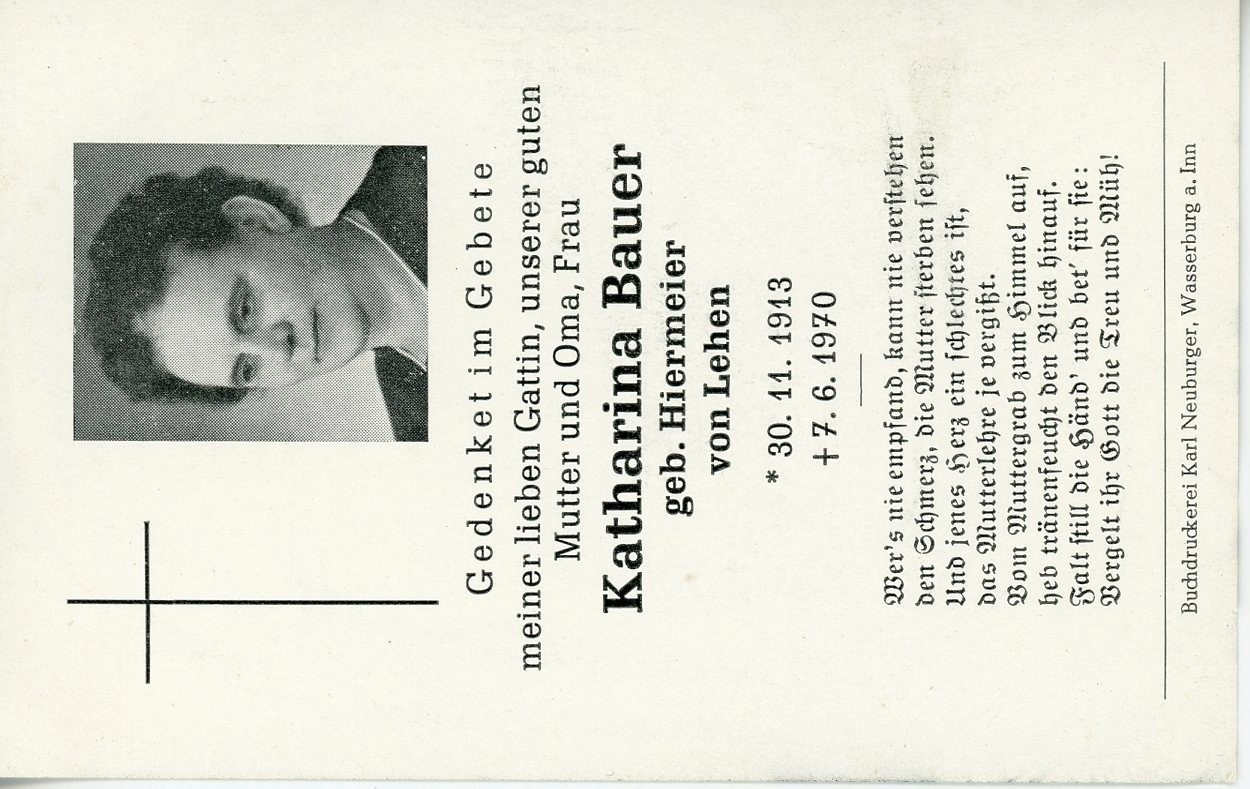 Gedenket im Gebete
meiner lieben Gattin, unserer guten
Mutter und Oma, Frau
Katharina Bauer
geb. Hiermeier
von Lehen
* 30. 11. 1913
† 7. 6. 1970
Wer's nie empfand, kann nie verstehen
den Schmerz, die Mutter sterben sehen.
Und jenes Herz ein schlechtes ist,
das Mutterlehre je vergißt.
Vom Muttergrab zum Himmel auf,
heb tränenfeucht den Blick hinauf.
Falt still die Händ' und bet' für sie:
Vergelt ihr Gott die Treu und Müh!
Buchdruckerei Karl Neuburger, Wasserburg a. Inn